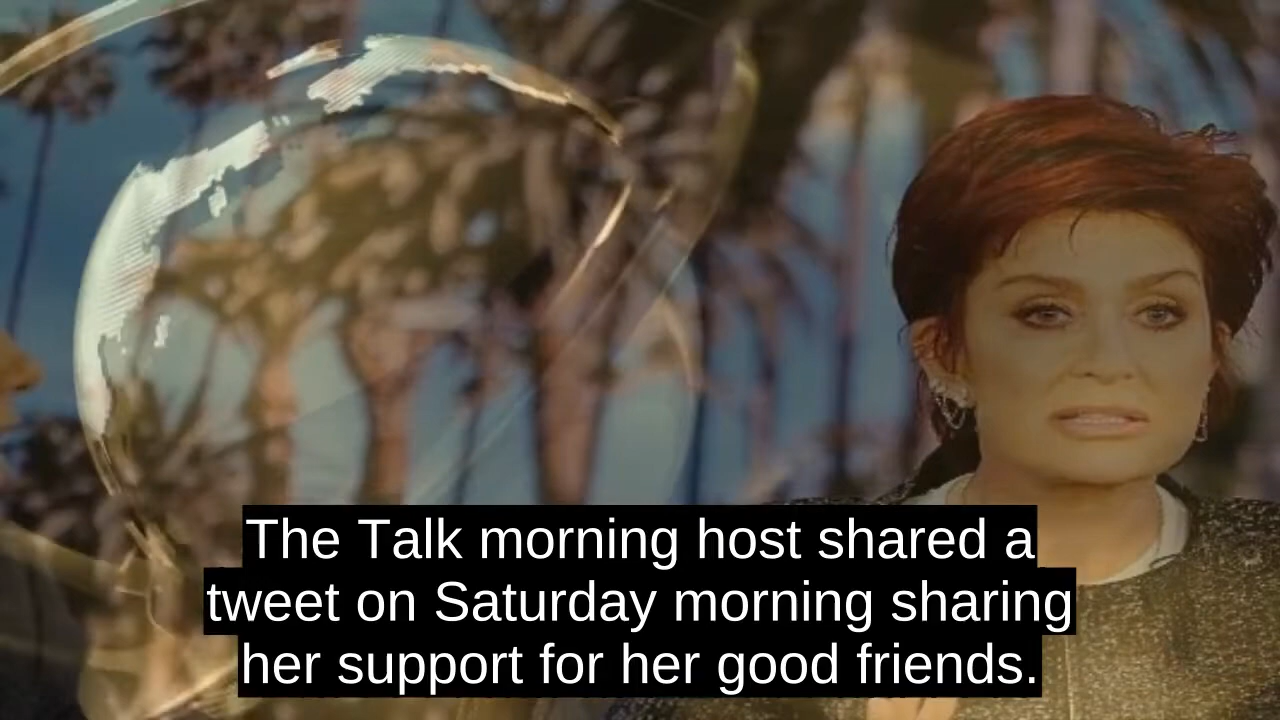 The Talk morning host shared a
tweet on Saturday morning sharing
her support for her good friends.